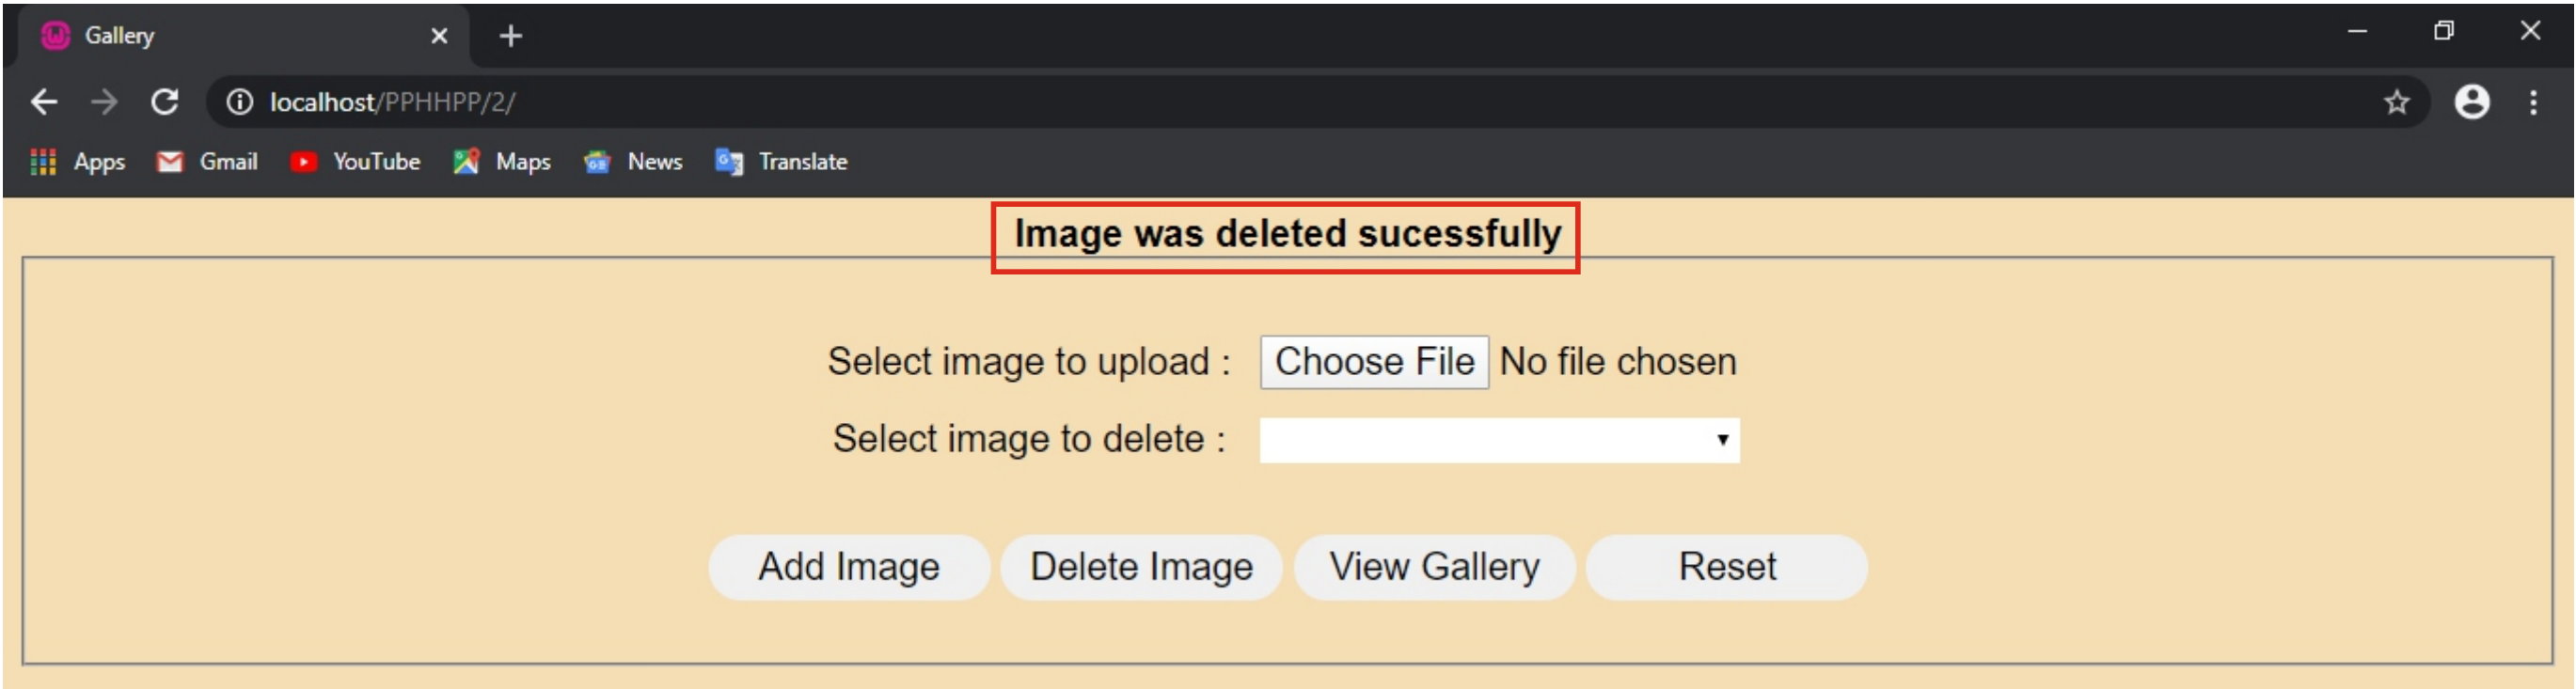 Gallery
localhost/PPHHPP/2/
Apps Gmail YouTube Maps News Translate
Image was deleted sucessfully
Select image to upload : Choose File No file chosen
Select image to delete :
Add Image Delete Image View Gallery Reset